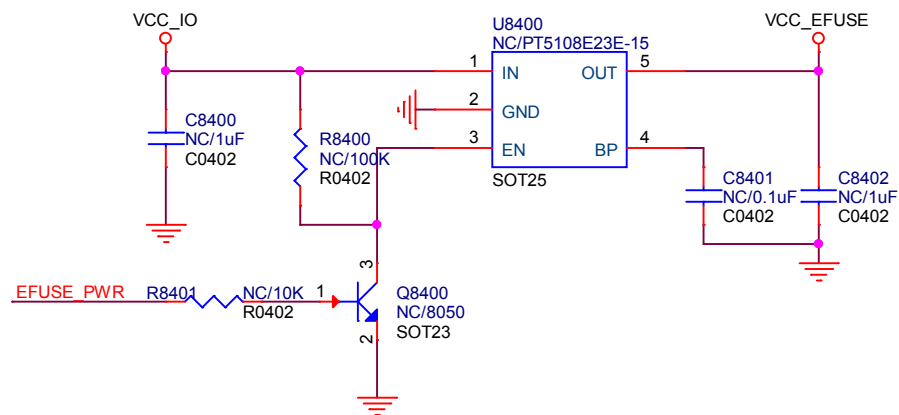 VCC_IO
U8400
NC/PT5108E23E-15
VCC_EFUSE
1 IN OUT 5
2 GND
3 EN BP 4
SOT25
C8400
NC/1uF
C0402
R8400
NC/100K
R0402
C8401
NC/0.1uF
C0402
C8402
NC/1uF
C0402
EFUSE_PWR R8401 NC/10K
R0402
1
3
2
Q8400
NC/8050
SOT23